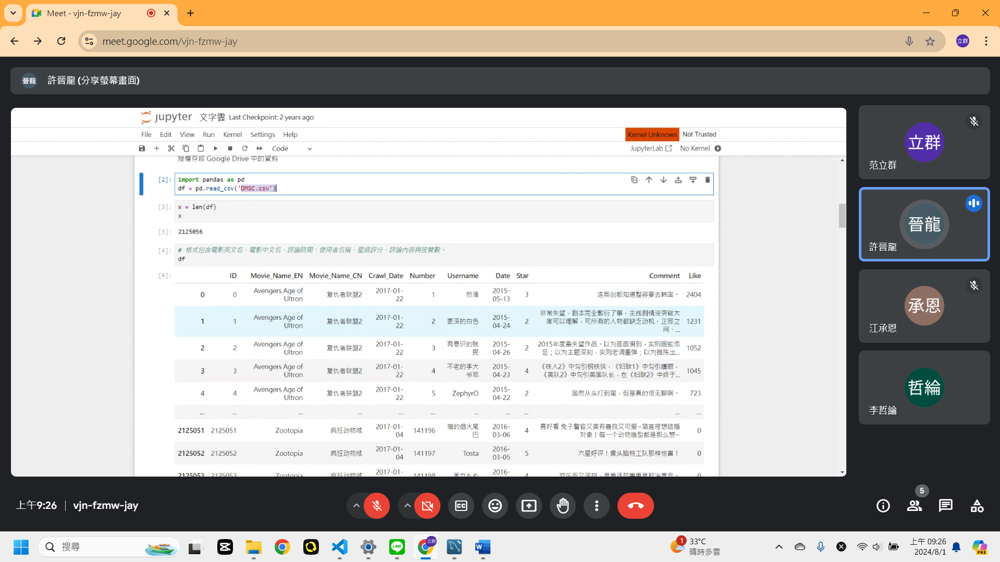 Meet - vjn-fzmw-jay
meet.google.com/vjn-fzmw-jay
立群
晉龍
許晉龍 (分享螢幕畫面)
jupyter 文字雲 Last Checkpoint: 2 years ago
File Edit View Run Kernel Settings Help
Kernel Unknown Not Trusted
Code
JupyterLab No Kernel
授權存取 Google Drive 中的資料
[2]: import pandas as pd
df = pd.read_csv('DMSC.csv')
[3]: x = len(df)
x
[3]: 2125056
[4]: # 格式包含電影英文名、電影中文名、評論時間、使用者名稱、星級評分、評論內容與按贊數。
df
[4]: ID Movie_Name_EN Movie_Name_CN Crawl_Date Number Username Date Star Comment Like
0 0 Avengers Age of Ultron 复仇者联盟2 2017-01-22 1 然潘 2015-05-13 3 连奥创都知道整容要去韩国。 2404
1 1 Avengers Age of Ultron 复仇者联盟2 2017-01-22 2 更深的白色 2015-04-24 2 非常失望，剧本完全敷衍了事，主线剧情没突破大家可以理解，可所有的人物都缺乏动机，正邪之间、... 1231
2 2 Avengers Age of Ultron 复仇者联盟2 2017-01-22 3 有意识的贱民 2015-04-26 2 2015年度最失望作品。以为面面俱到，实则画蛇添足；以为主题深刻，实则老调重弹；以为推陈出... 1052
3 3 Avengers Age of Ultron 复仇者联盟2 2017-01-22 4 不老的李大爷耶 2015-04-23 4 《铁人2》中勾引钢铁侠，《妇联1》中勾引鹰眼，《美队2》中勾引美国队长，在《妇联2》中终于... 1045
4 4 Avengers Age of Ultron 复仇者联盟2 2017-01-22 5 ZephyrO 2015-04-22 2 虽然从头打到尾，但是真的很无聊啊。 723
... ... ... ... ... ... ... ... ... ... ...
2125051 2125051 Zootopia 疯狂动物城 2017-01-04 141196 猫的烟火尾巴 2016-03-06 4 真好看 兔子警官又美有善良又可爱~简直理想结婚对象！每一个动物造型都是那么赞~ 0
2125052 2125052 Zootopia 疯狂动物城 2017-01-04 141197 Tosta 2016-03-05 5 六星好评！像头脑特工队那样惊喜！ 0
2125053 2125053 Zootopia 疯狂动物城 2017-01- 141198 风立ちぬ 2016- 4 欢乐而又深刻，是童话故事更是政治寓言。 0
立群
范立群
晉龍
許晉龍
承恩
江承恩
哲綸
李哲綸
上午9:26 vjn-fzmw-jay
CC
5
搜尋
LINE
立群
W
1
33°C
晴時多雲
上午 09:26
2024/8/1
PRE